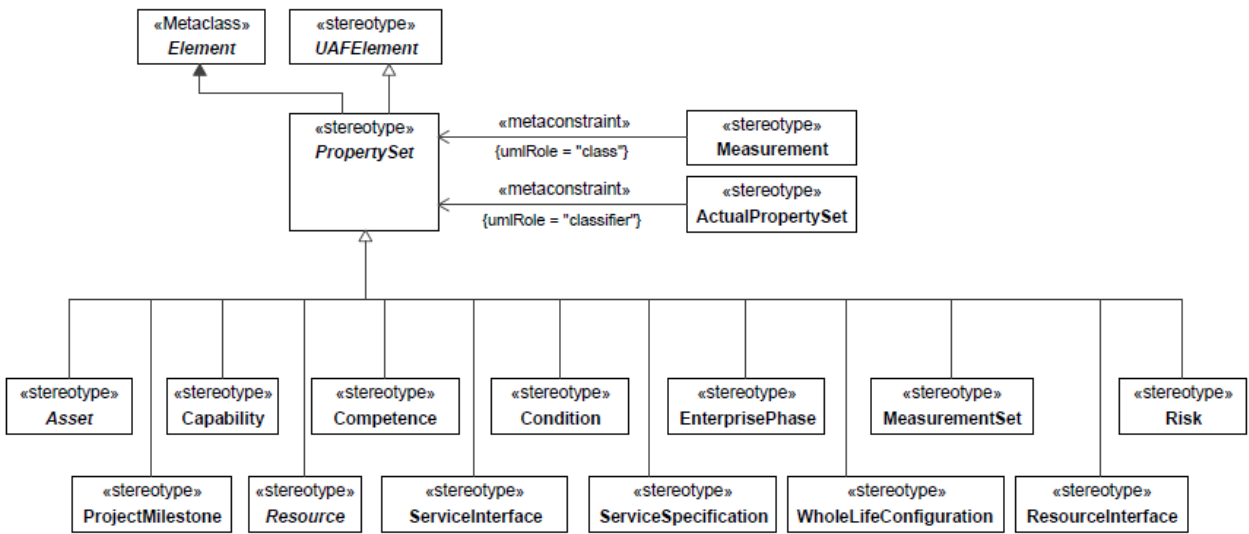 «Metaclass»
Element
«stereotype»
UAFElement
«stereotype»
PropertySet
«metaconstraint»
{umlRole = "class"}
«stereotype»
Measurement
«metaconstraint»
{umlRole = "classifier"}
«stereotype»
ActualPropertySet
«stereotype»
Asset
«stereotype»
Capability
«stereotype»
Competence
«stereotype»
Condition
«stereotype»
EnterprisePhase
«stereotype»
MeasurementSet
«stereotype»
Risk
«stereotype»
ProjectMilestone
«stereotype»
Resource
«stereotype»
ServiceInterface
«stereotype»
ServiceSpecification
«stereotype»
WholeLifeConfiguration
«stereotype»
ResourceInterface